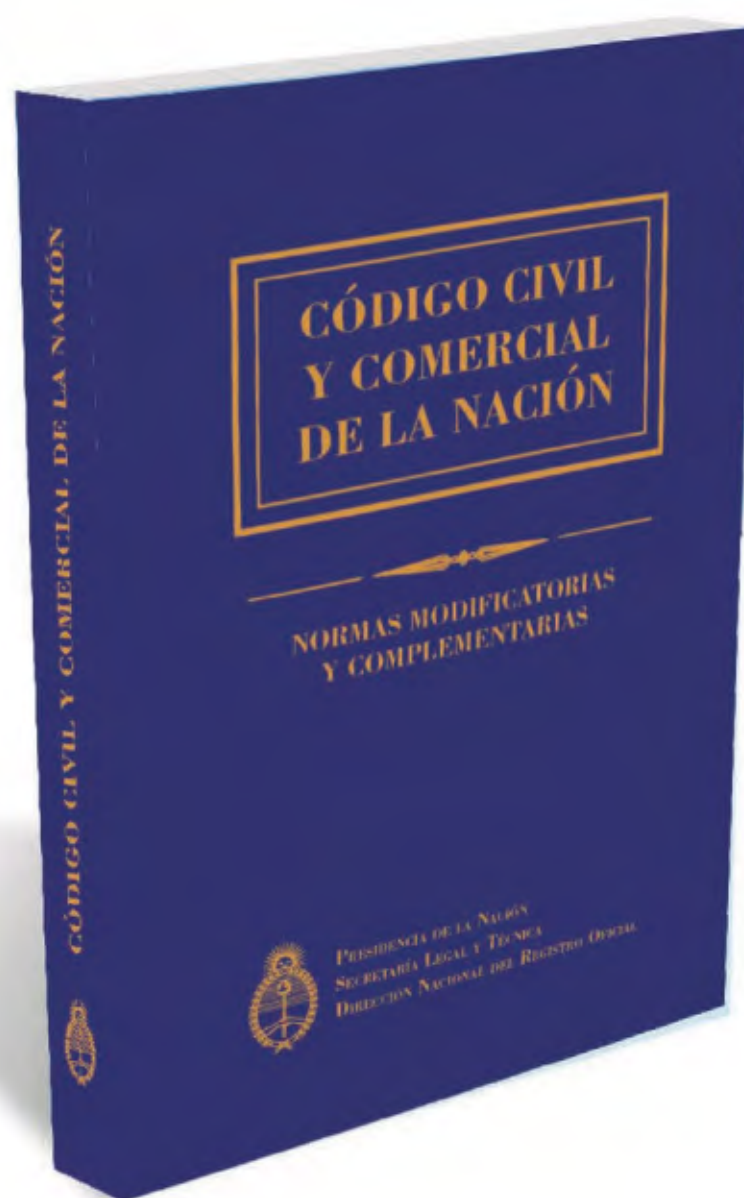 CÓDIGO CIVIL Y COMERCIAL DE LA NACIÓN
CÓDIGO CIVIL
Y COMERCIAL
DE LA NACIÓN
NORMAS MODIFICATORIAS
Y COMPLEMENTARIAS
PRESIDENCIA DE LA NACIÓN
SECRETARÍA LEGAL Y TÉCNICA
DIRECCIÓN NACIONAL DEL REGISTRO OFICIAL